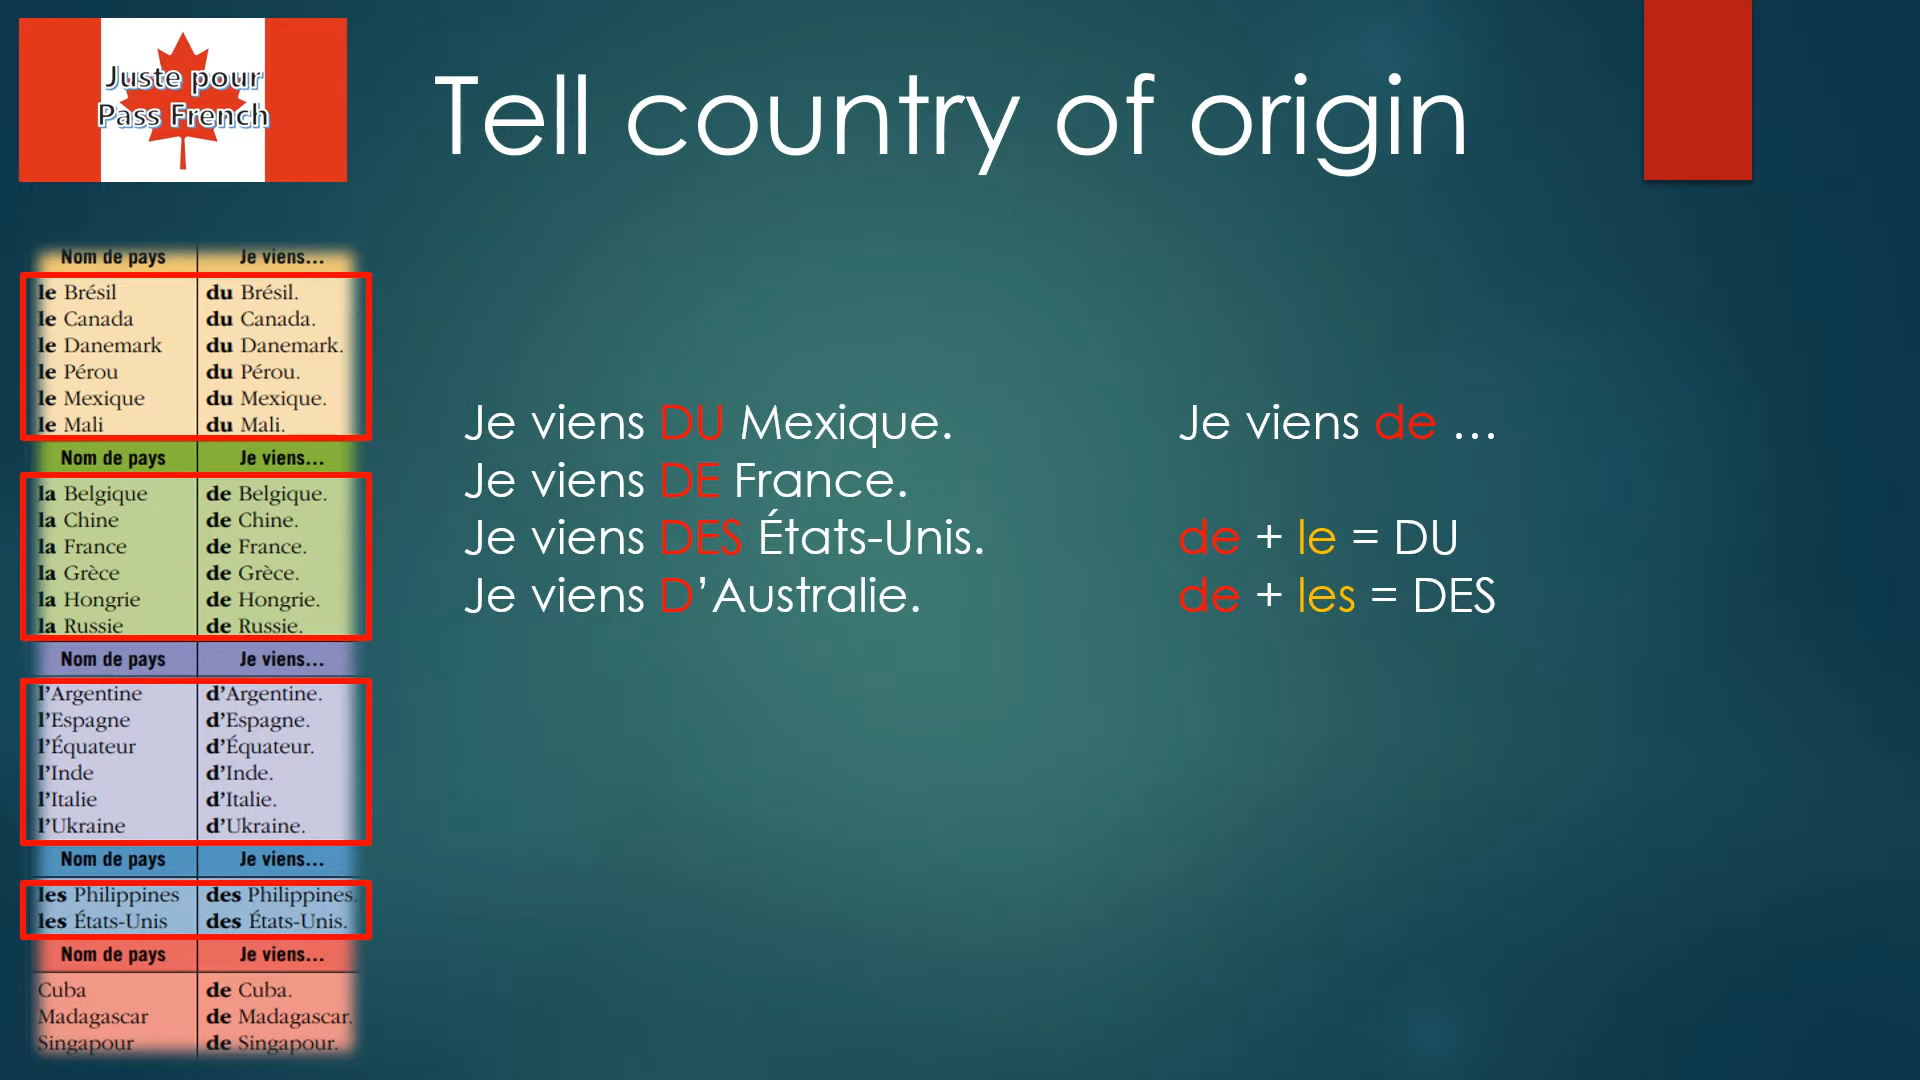 Juste pour
Pass French
Tell country of origin
Nom de pays Je viens...
le Brésil du Brésil.
le Canada du Canada.
le Danemark du Danemark.
le Pérou du Pérou.
le Mexique du Mexique.
le Mali du Mali.
Nom de pays Je viens...
la Belgique de Belgique.
la Chine de Chine.
la France de France.
la Grèce de Grèce.
la Hongrie de Hongrie.
la Russie de Russie.
Nom de pays Je viens...
l'Argentine d'Argentine.
l'Espagne d'Espagne.
l'Équateur d'Équateur.
l'Inde d'Inde.
l'Italie d'Italie.
l'Ukraine d'Ukraine.
Nom de pays Je viens...
les Philippines des Philippines.
les États-Unis des États-Unis.
Nom de pays Je viens...
Cuba de Cuba.
Madagascar de Madagascar.
Singapour de Singapour.
Je viens DU Mexique.
Je viens DE France.
Je viens DES États-Unis.
Je viens D’Australie.
Je viens de …
de + le = DU
de + les = DES